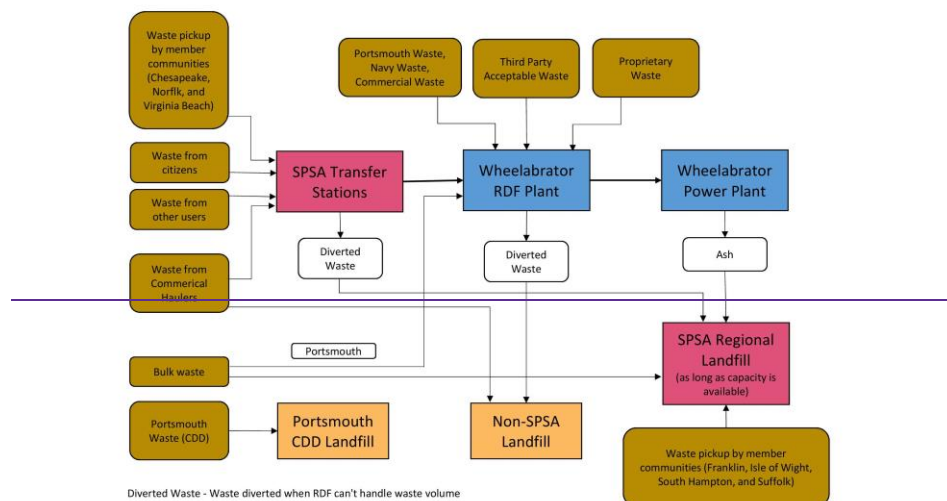 Waste pickup
by member
communities
(Chesapeake,
Norflk, and
Virginia Beach)
Portsmouth Waste,
Navy Waste,
Commercial Waste
Third Party
Acceptable Waste
Proprietary
Waste
Waste from
citizens
SPSA Transfer
Stations
Wheelabrator
RDF Plant
Wheelabrator
Power Plant
Waste from
other users
Diverted
Waste
Diverted
Waste
Ash
Waste from
Commerical
Haulers
Portsmouth
SPSA Regional
Landfill
(as long as capacity is
available)
Bulk waste
Portsmouth
Waste (CDD)
Portsmouth
CDD Landfill
Non-SPSA
Landfill
Waste pickup by member
communities (Franklin, Isle of Wight,
South Hampton, and Suffolk)
Diverted Waste - Waste diverted when RDF can't handle waste volume